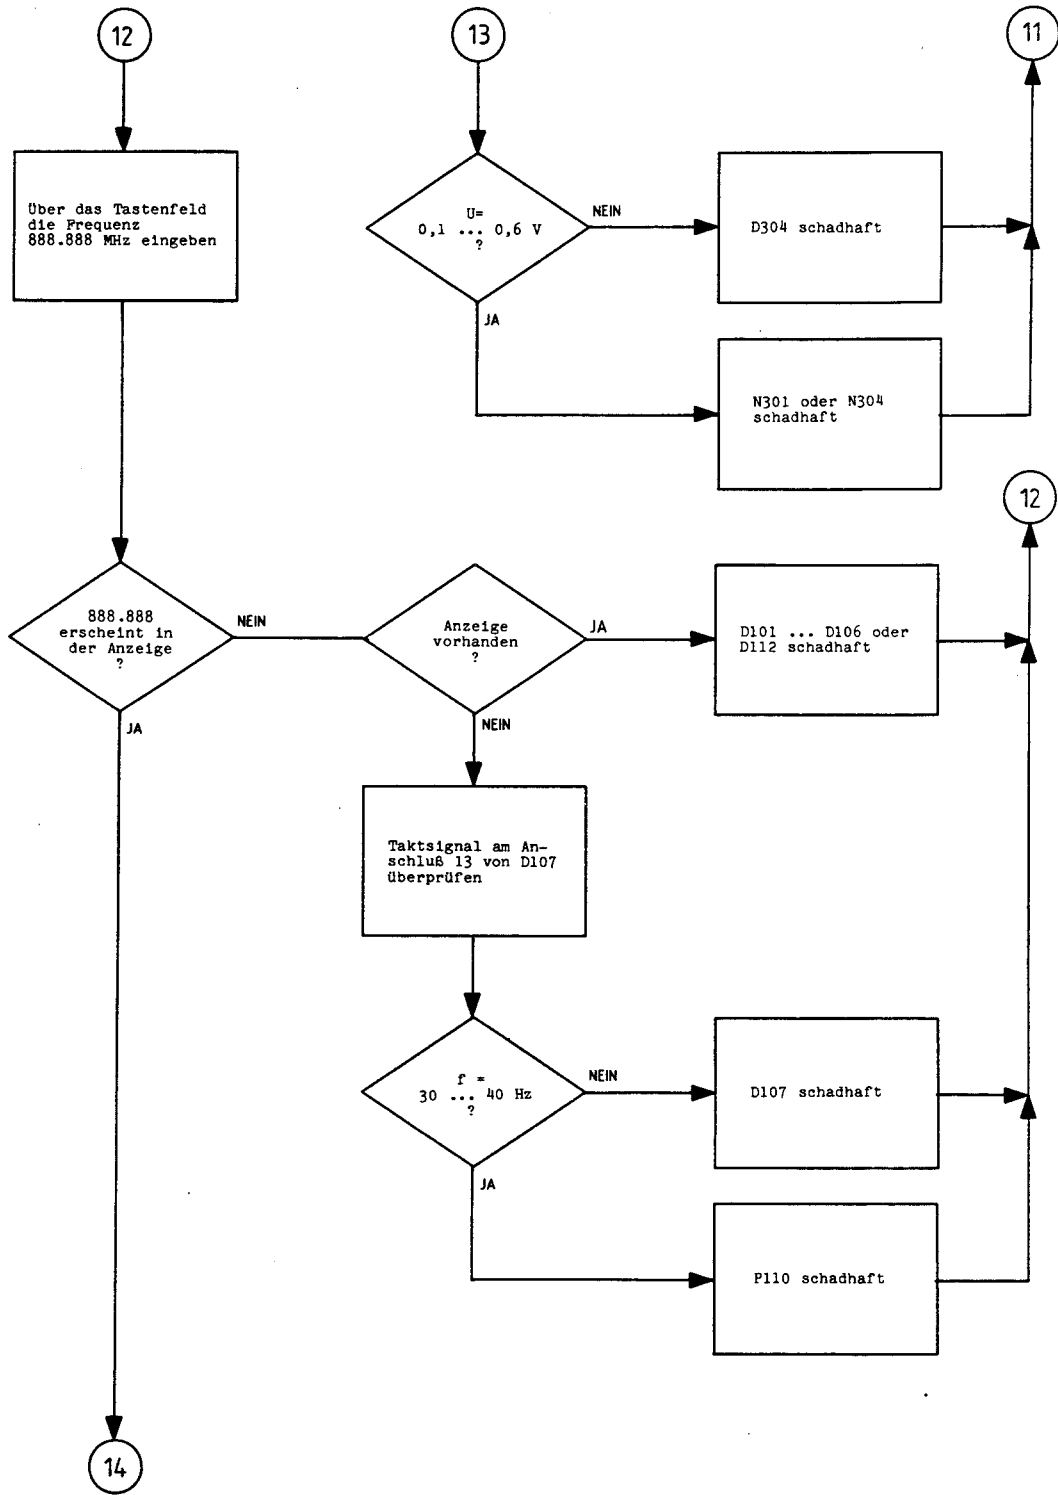 12
13
11
Über das Tastenfeld
die Frequenz
888.888 MHz eingeben
U=
0,1 ... 0,6 V
?
NEIN
D304 schadhaft
JA
N301 oder N304
schadhaft
12
888.888
erscheint in
der Anzeige
?
NEIN
Anzeige
vorhanden
?
JA
D101 ... D106 oder
D112 schadhaft
JA
NEIN
Taktsignal am An-
schluß 13 von D107
überprüfen
f =
30 ... 40 Hz
?
NEIN
D107 schadhaft
JA
P110 schadhaft
14